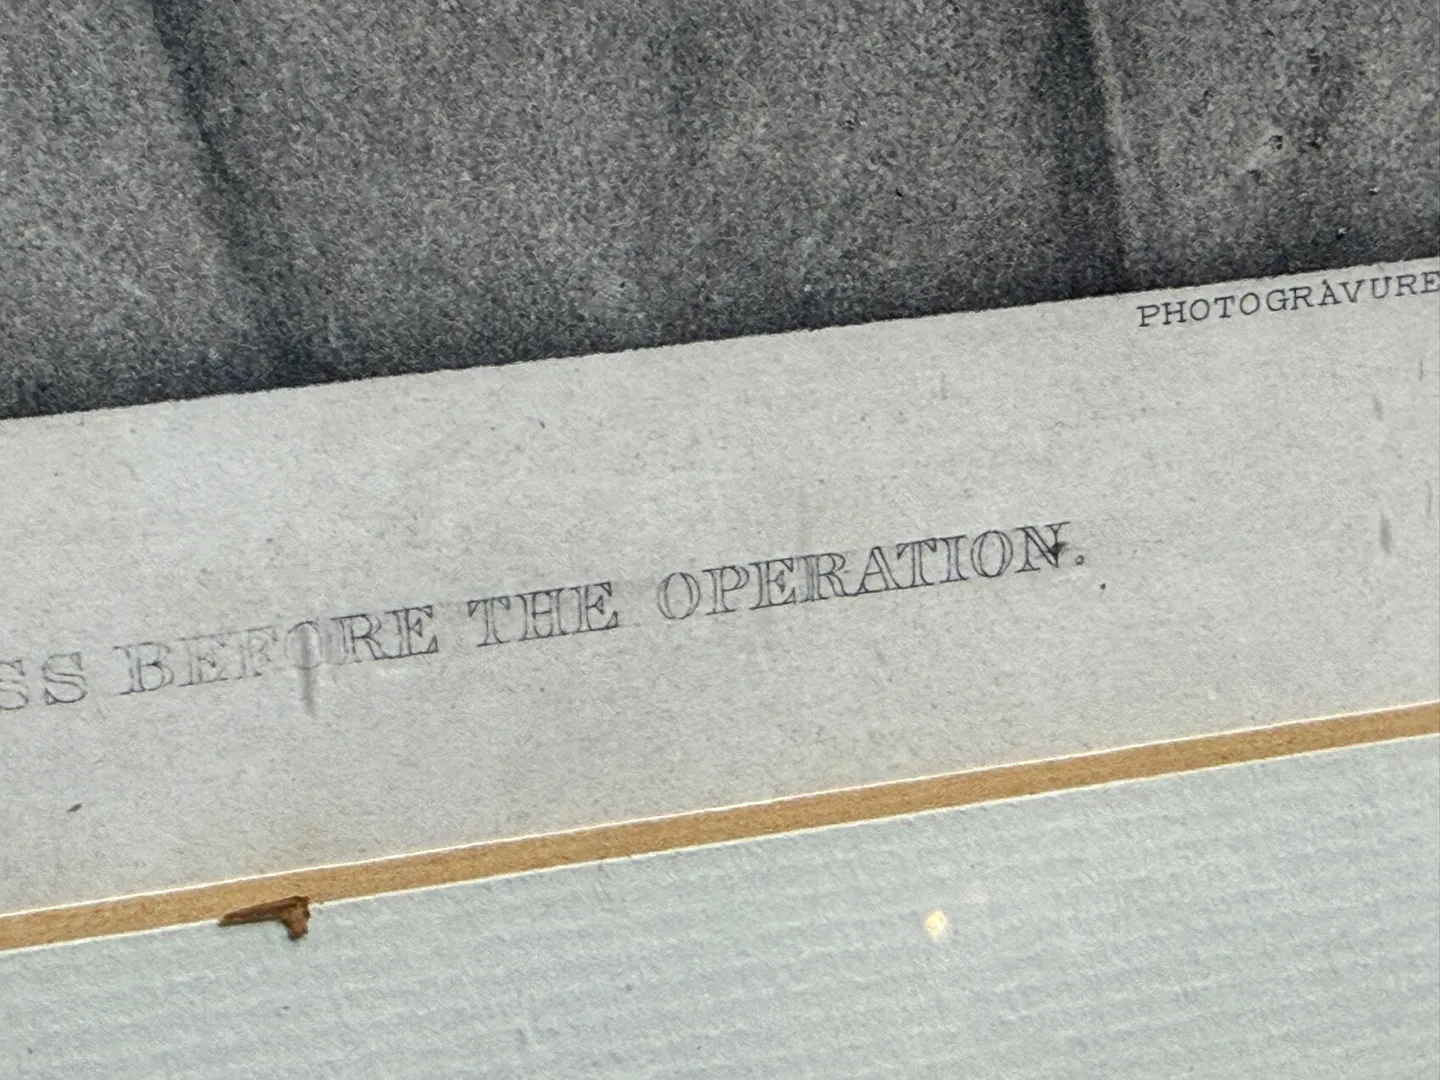 PHOTOGRAVURE
SS BEFORE THE OPERATION.